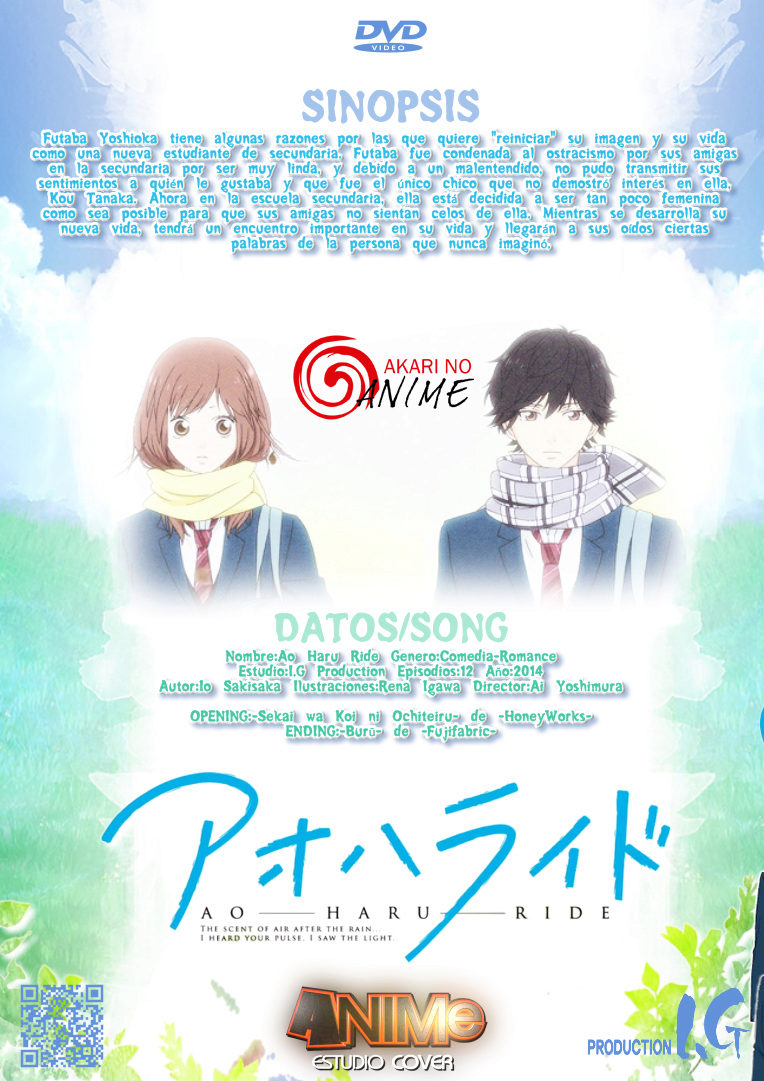 DVD
VIDEO
SINOPSIS
Futaba Yoshioka tiene algunas razones por las que quiere "reiniciar" su imagen y su vida
como una nueva estudiante de secundaria. Futaba fue condenada al ostracismo por sus amigas
en la secundaria por ser muy linda, y debido a un malentendido, no pudo transmitir sus
sentimientos a quién le gustaba y que fue el único chico que no demostró interés en ella,
Kou Tanaka. Ahora en la escuela secundaria, ella está decidida a ser tan poco femenina
como sea posible para que sus amigas no sientan celos de ella. Mientras se desarrolla su
nueva vida, tendrá un encuentro importante en su vida y llegarán a sus oídos ciertas
palabras de la persona que nunca imaginó.
AKARI NO
ANIME
DATOS/SONG
Nombre:Ao Haru Ride Genero:Comedia-Romance
Estudio:I.G Production Episodios:12 Año:2014
Autor:Io Sakisaka Ilustraciones:Rena Igawa Director:Ai Yoshimura
OPENING:-Sekai wa Koi ni Ochiteiru- de -HoneyWorks-
ENDING:-Burū- de -Fujifabric-
アオハライド
AO HARU RIDE
THE SCENT OF AIR AFTER THE RAIN...
I HEARD YOUR PULSE. I SAW THE LIGHT.
ANIMe
ESTUDIO COVER
PRODUCTION I.G